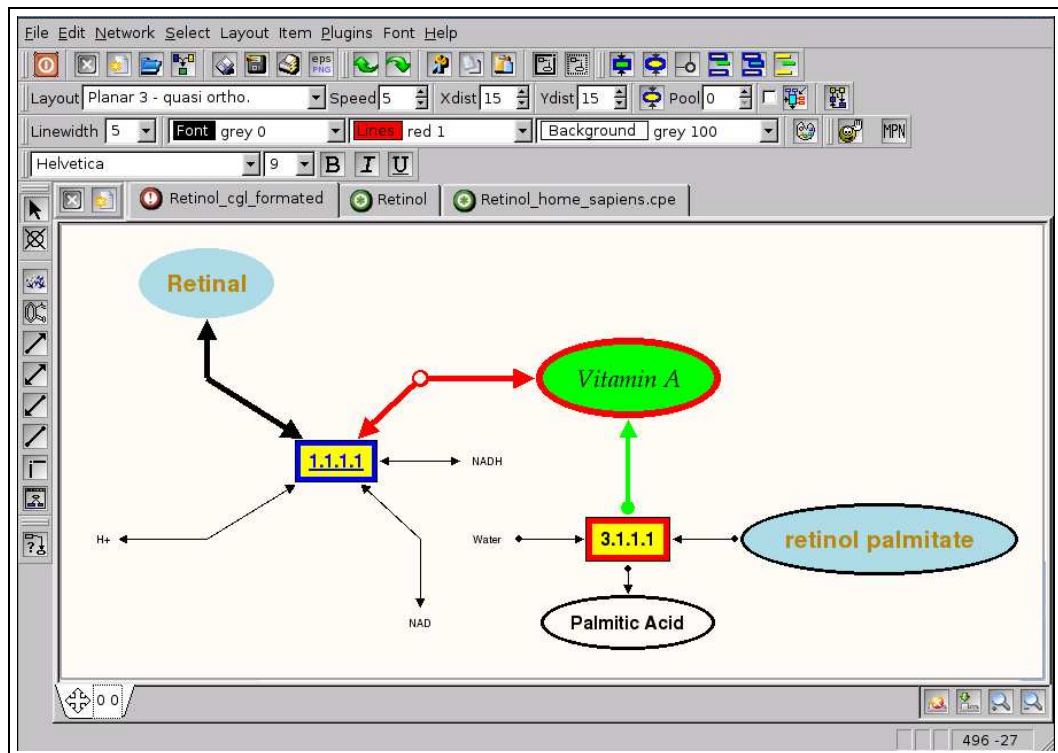 File Edit Network Select Layout Item Plugins Font Help
eps
PNG
Layout Planar 3 - quasi ortho. Speed 5 Xdist 15 Ydist 15 Pool 0
Linewidth 5 Font grey 0 Lines red 1 Background grey 100 MPN
Helvetica 9 B I U
Retinol_cgl_formated Retinol Retinol_home_sapiens.cpe
Retinal
Vitamin A
1.1.1.1 NADH
H+ Water 3.1.1.1 retinol palmitate
NAD Palmitic Acid
0 0
496 -27